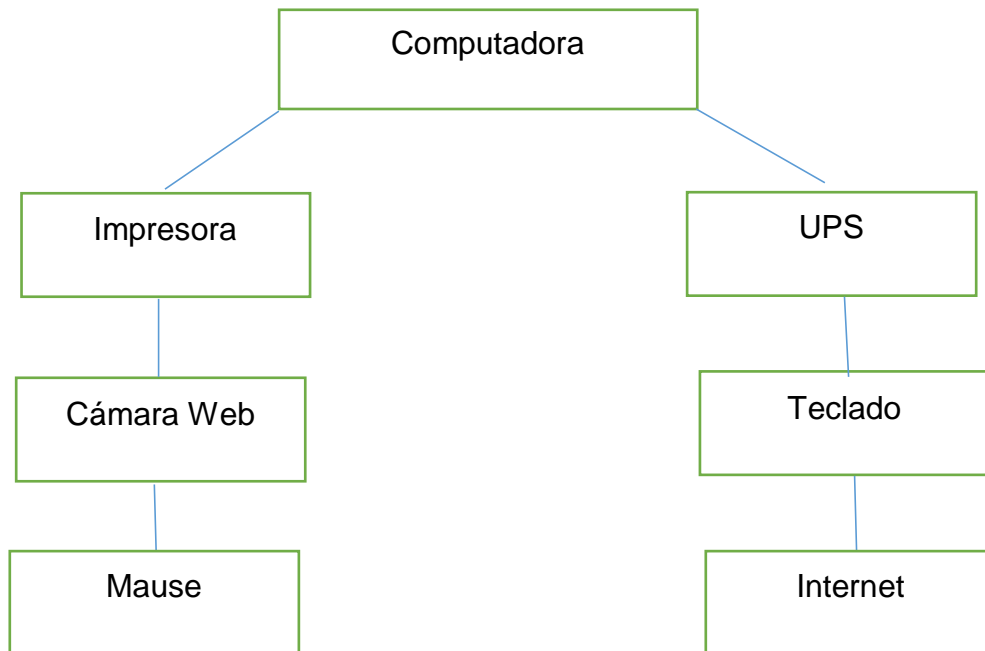 Computadora
Impresora
UPS
Cámara Web
Teclado
Mause
Internet